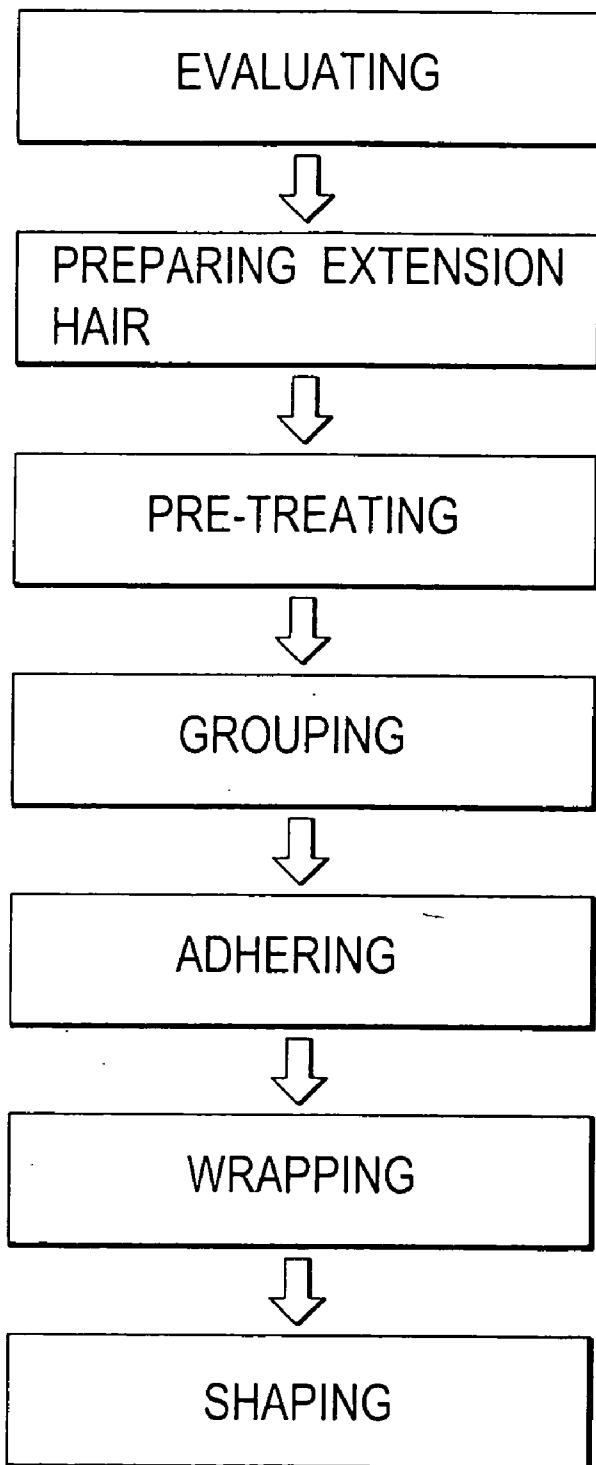 EVALUATING
PREPARING EXTENSION
HAIR
PRE-TREATING
GROUPING
ADHERING
WRAPPING
SHAPING